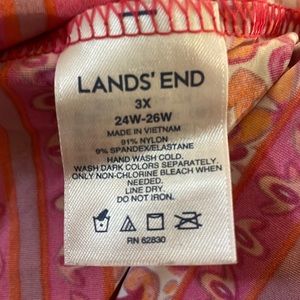 LANDS' END
3X
24W-26W
MADE IN VIETNAM
91% NYLON
9% SPANDEX/ELASTANE
HAND WASH COLD.
WASH DARK COLORS SEPARATELY.
ONLY NON-CHLORINE BLEACH WHEN
NEEDED.
LINE DRY.
DO NOT IRON.
RN 62830